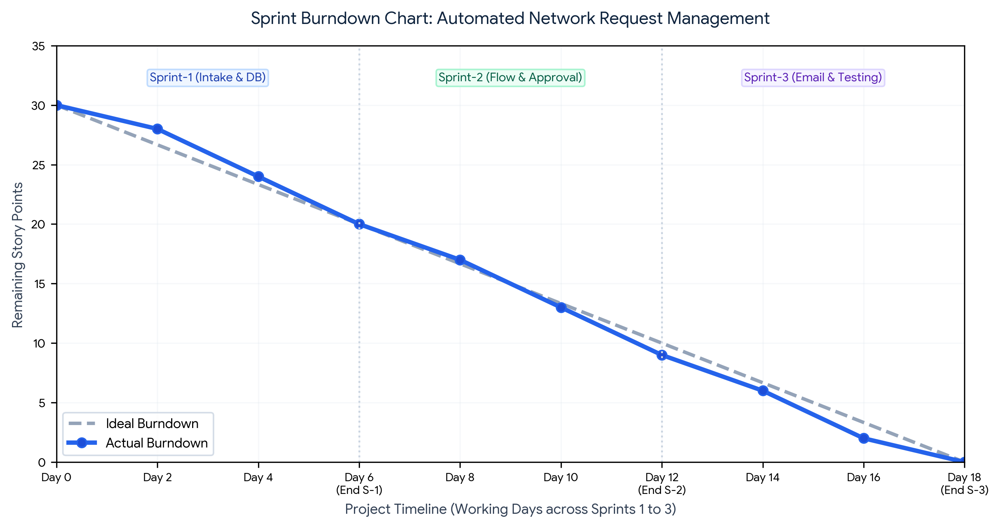 Sprint Burndown Chart: Automated Network Request Management
35
30
25
20
15
10
5
0
Remaining Story Points
Sprint-1 (Intake & DB)
Sprint-2 (Flow & Approval)
Sprint-3 (Email & Testing)
Ideal Burndown
Actual Burndown
Day 0
Day 2
Day 4
Day 6
(End S-1)
Day 8
Day 10
Day 12
(End S-2)
Day 14
Day 16
Day 18
(End S-3)
Project Timeline (Working Days across Sprints 1 to 3)